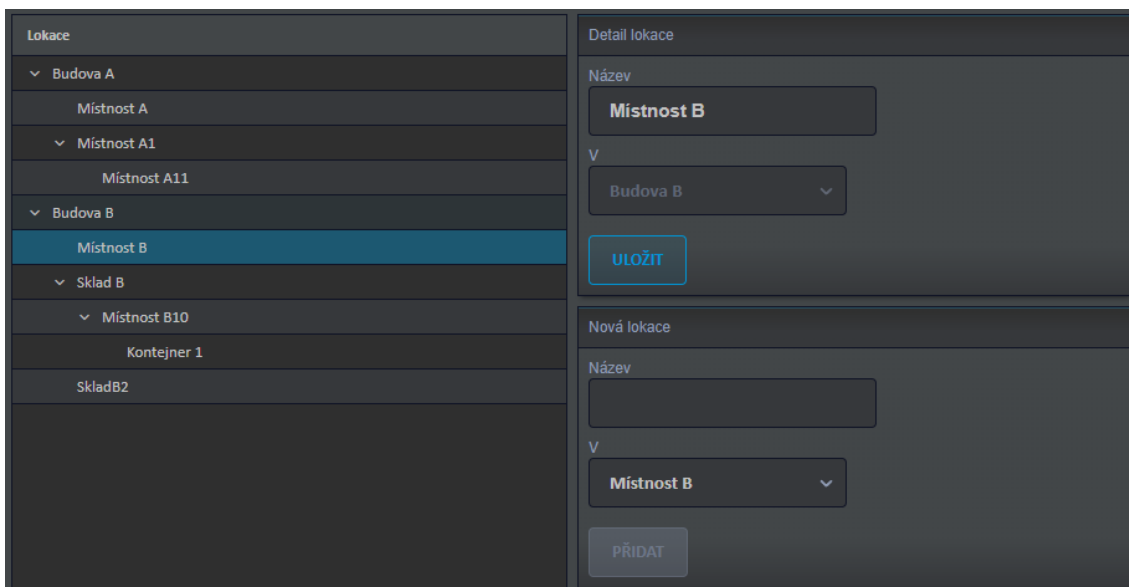 Lokace
Budova A
Místnost A
Místnost A1
Místnost A11
Budova B
Místnost B
Sklad B
Místnost B10
Kontejner 1
SkladB2
Detail lokace
Název
Místnost B
V
Budova B
ULOŽIT
Nová lokace
Název
V
Místnost B
PŘIDAT